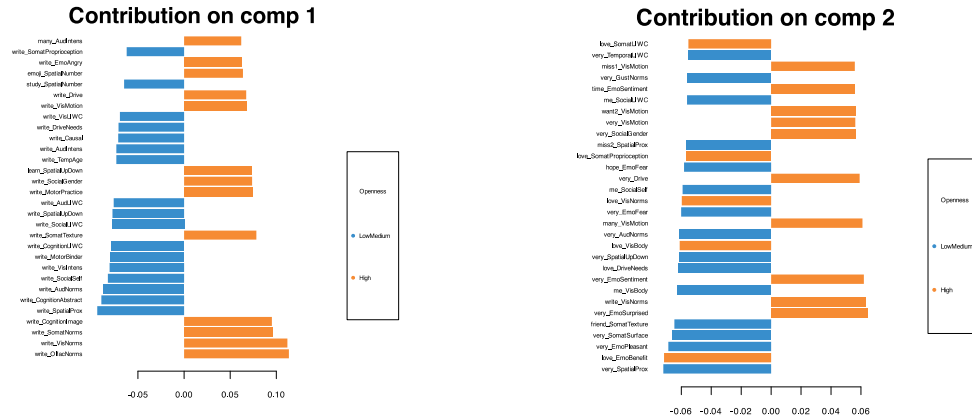 Contribution on comp 1
many_AudIntens
write_SomatProprioception
write_EmoAngry
emoji_SpatialNumber
study_SpatialNumber
write_Drive
write_VisMotion
write_VisLIWC
write_DriveNeeds
write_Causal
write_AudIntens
write_TempAge
learn_SpatialUpDown
write_SocialGender
write_MotorPractice
write_AudLIWC
write_SpatialUpDown
write_SocialLIWC
write_SomatTexture
write_CognitionLIWC
write_MotorBinder
write_VisIntens
write_SocialSelf
write_AudNorms
write_CognitionAbstract
write_SpatialProx
write_CognitionImage
write_SomatNorms
write_VisNorms
write_OlfacNorms
-0.05 0.00 0.05 0.10
Openness
LowMedium
High
Contribution on comp 2
love_SomatLIWC
very_TemporalLIWC
miss1_VisMotion
very_GustNorms
time_EmoSentiment
me_SocialLIWC
want2_VisMotion
very_VisMotion
very_SocialGender
miss2_SpatialProx
love_SomatProprioception
hope_EmoFear
very_Drive
me_SocialSelf
love_VisNorms
very_EmoFear
many_VisMotion
very_AudNorms
love_VisBody
very_SpatialUpDown
love_DriveNeeds
very_EmoSentiment
me_VisBody
write_VisNorms
very_EmoSurprised
friend_SomatTexture
very_SomatSurface
very_EmoPleasant
love_EmoBenefit
very_SpatialProx
-0.06 -0.04 -0.02 0.00 0.02 0.04 0.06
Openness
LowMedium
High